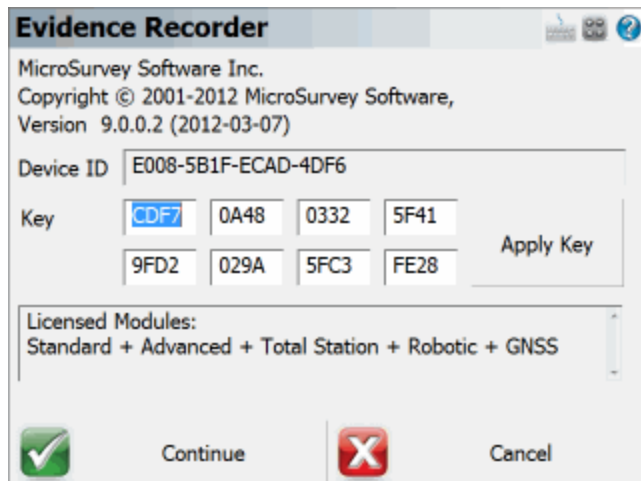 Evidence Recorder
MicroSurvey Software Inc.
Copyright © 2001-2012 MicroSurvey Software,
Version 9.0.0.2 (2012-03-07)
Device ID E008-5B1F-ECAD-4DF6
Key CDF7 0A48 0332 5F41
Apply Key
9FD2 029A 5FC3 FE28
Licensed Modules:
Standard + Advanced + Total Station + Robotic + GNSS
Continue Cancel